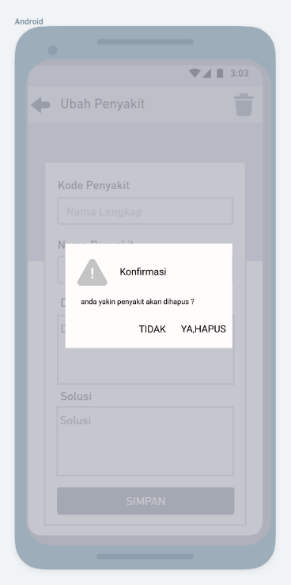 Android
3:03
Ubah Penyakit
Kode Penyakit
Nama Lengkap
Konfirmasi
anda yakin penyakit akan dihapus ?
TIDAK YA,HAPUS
Solusi
Solusi
SIMPAN